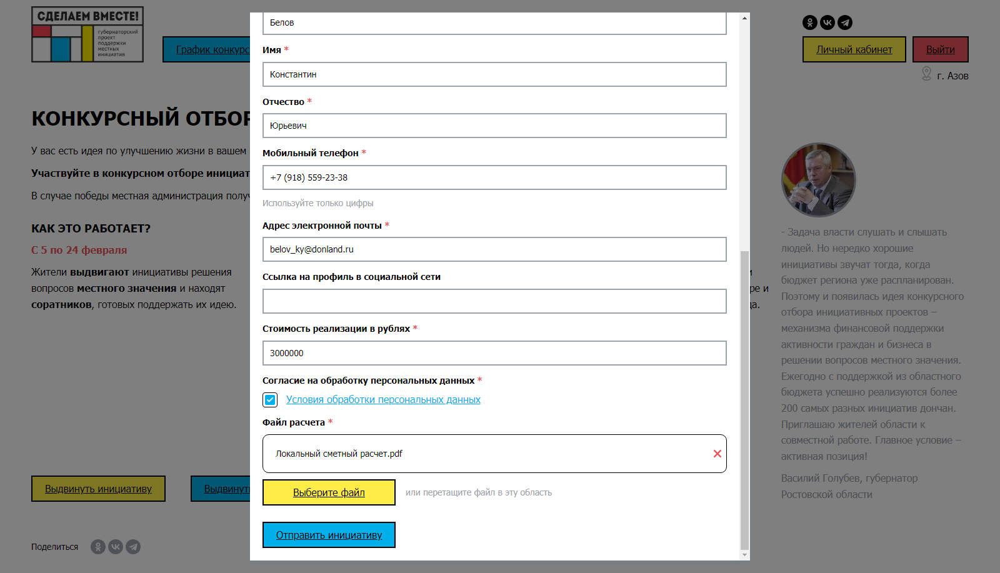 СДЕЛАЕМ ВМЕСТЕ!
губернаторский
проект
поддержки
местных
инициатив
График конкурс
Личный кабинет
Выйти
г. Азов
КОНКУРСНЫЙ ОТБОР
У вас есть идея по улучшению жизни в вашем
Участвуйте в конкурсном отборе инициат
В случае победы местная администрация получ
КАК ЭТО РАБОТАЕТ?
С 5 по 24 февраля
Жители выдвигают инициативы решения
вопросов местного значения и находят
соратников, готовых поддержать их идею.
Выдвинуть инициативу
Выдвинут
Поделиться
Белов
Имя *
Константин
Отчество *
Юрьевич
Мобильный телефон *
+7 (918) 559-23-38
Используйте только цифры
Адрес электронной почты *
belov_ky@donland.ru
Ссылка на профиль в социальной сети
Стоимость реализации в рублях *
3000000
Согласие на обработку персональных данных *
Условия обработки персональных данных
Файл расчета *
Локальный сметный расчет.pdf
Выберите файл
или перетащите файл в эту область
Отправить инициативу
и
ре и
да.
- Задача власти слушать и слышать
людей. Но нередко хорошие
инициативы звучат тогда, когда
бюджет региона уже распланирован.
Поэтому и появилась идея конкурсного
отбора инициативных проектов –
механизма финансовой поддержки
активности граждан и бизнеса в
решении вопросов местного значения.
Ежегодно с поддержкой из областного
бюджета успешно реализуются более
200 самых разных инициатив дончан.
Приглашаю жителей области к
совместной работе. Главное условие –
активная позиция!
Василий Голубев, губернатор
Ростовской области